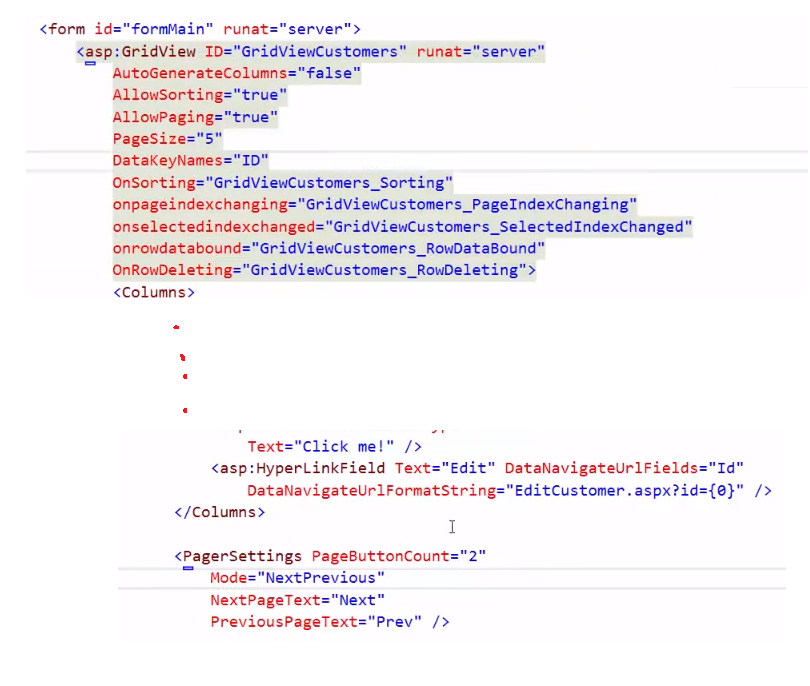 <form id="formMain" runat="server">
<asp:GridView ID="GridViewCustomers" runat="server"
AutoGenerateColumns="false"
AllowSorting="true"
AllowPaging="true"
PageSize="5"
DataKeyNames="ID"
OnSorting="GridViewCustomers_Sorting"
onpageindexchanging="GridViewCustomers_PageIndexChanging"
onselectedindexchanged="GridViewCustomers_SelectedIndexChanged"
onrowdatabound="GridViewCustomers_RowDataBound"
OnRowDeleting="GridViewCustomers_RowDeleting">
<Columns>
Text="Click me!" />
<asp:HyperLinkField Text="Edit" DataNavigateUrlFields="Id"
DataNavigateUrlFormatString="EditCustomer.aspx?id={0}" />
</Columns>
<PagerSettings PageButtonCount="2"
Mode="NextPrevious"
NextPageText="Next"
PreviousPageText="Prev" />